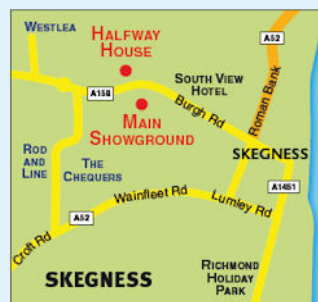 WESTLEA
HALFWAY
HOUSE
A52
A158
SOUTH VIEW
HOTEL
Roman Bank
Burgh Rd
MAIN
SHOWGROUND
ROD
AND
LINE
THE
CHEQUERS
SKEGNESS
A1451
Wainfleet Rd
Lumley Rd
A52
Croft Rd
SKEGNESS
RICHMOND
HOLIDAY
PARK